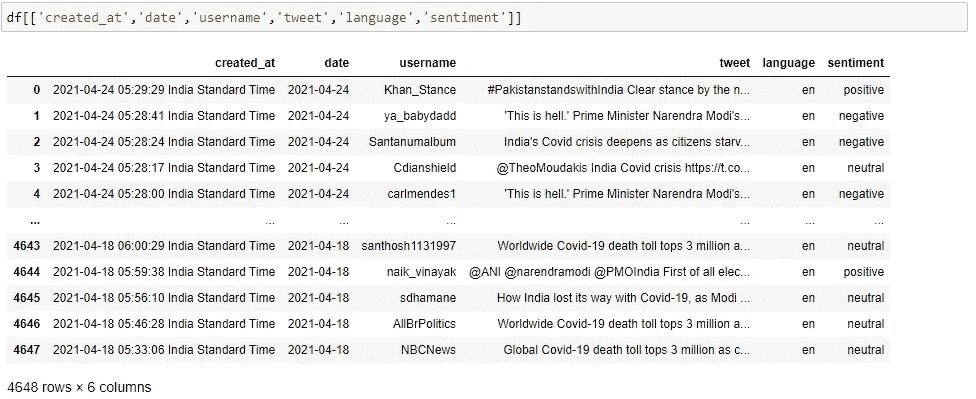 df[['created_at','date','username','tweet','language','sentiment']]
created_at date username tweet language sentiment
0 2021-04-24 05:29:29 India Standard Time 2021-04-24 Khan_Stance #PakistanstandswithIndia Clear stance by the n... en positive
1 2021-04-24 05:28:41 India Standard Time 2021-04-24 ya_babydadd 'This is hell.' Prime Minister Narendra Modi's... en negative
2 2021-04-24 05:28:24 India Standard Time 2021-04-24 Santanumalbum India's Covid crisis deepens as citizens starv... en negative
3 2021-04-24 05:28:17 India Standard Time 2021-04-24 Cdianshield @TheoMoudakis India Covid crisis https://t.co... en neutral
4 2021-04-24 05:28:00 India Standard Time 2021-04-24 carlmendes1 'This is hell.' Prime Minister Narendra Modi's... en negative
... ... ... ... ... ... ...
4643 2021-04-18 06:00:29 India Standard Time 2021-04-18 santhosh1131997 Worldwide Covid-19 death toll tops 3 million a... en neutral
4644 2021-04-18 05:59:38 India Standard Time 2021-04-18 naik_vinayak @ANI @narendramodi @PMOIndia First of all elec... en positive
4645 2021-04-18 05:56:10 India Standard Time 2021-04-18 sdhamane How India lost its way with Covid-19, as Modi ... en neutral
4646 2021-04-18 05:46:28 India Standard Time 2021-04-18 AllBrPolitics Worldwide Covid-19 death toll tops 3 million a... en neutral
4647 2021-04-18 05:33:06 India Standard Time 2021-04-18 NBCNews Global Covid-19 death toll tops 3 million as c... en neutral
4648 rows × 6 columns